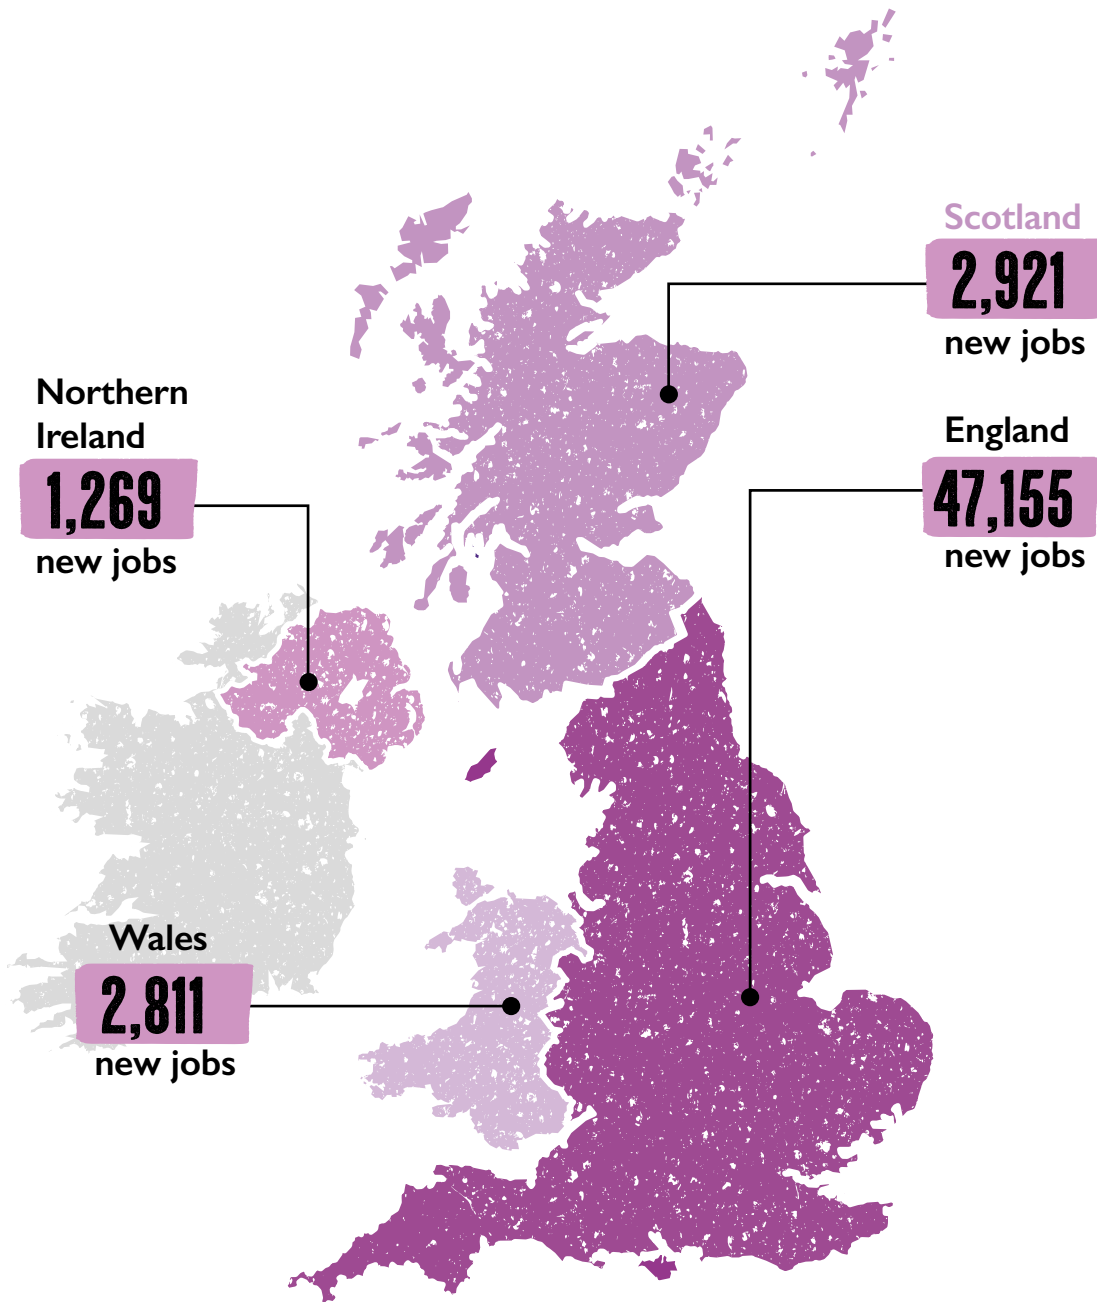 Scotland
2,921
new jobs
Northern
Ireland
1,269
new jobs
England
47,155
new jobs
Wales
2,811
new jobs